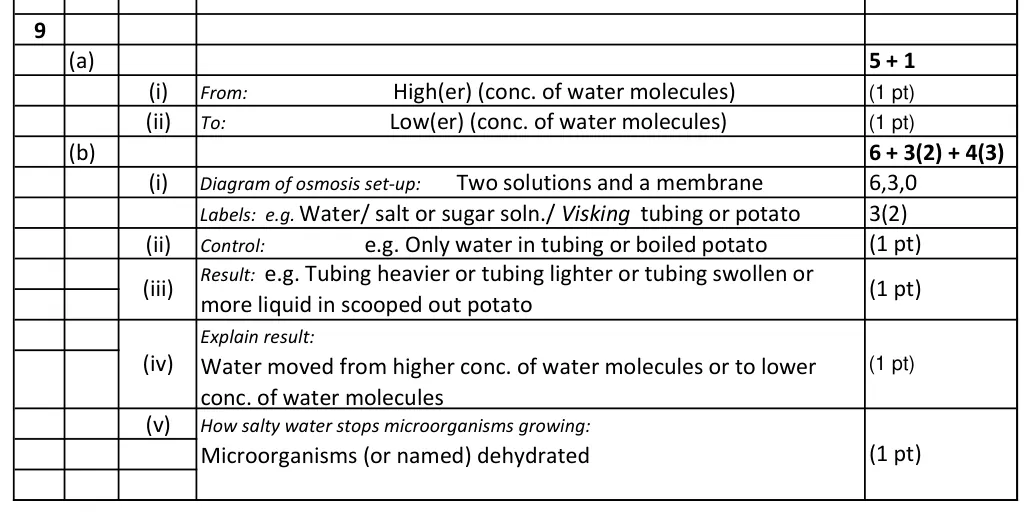 9
(a) 5 + 1
(i) From: High(er) (conc. of water molecules) (1 pt)
(ii) To: Low(er) (conc. of water molecules) (1 pt)
(b) 6 + 3(2) + 4(3)
(i) Diagram of osmosis set-up: Two solutions and a membrane 6,3,0
Labels: e.g. Water/ salt or sugar soln./ Visking tubing or potato 3(2)
(ii) Control: e.g. Only water in tubing or boiled potato (1 pt)
(iii) Result: e.g. Tubing heavier or tubing lighter or tubing swollen or
more liquid in scooped out potato (1 pt)
Explain result:
(iv) Water moved from higher conc. of water molecules or to lower (1 pt)
conc. of water molecules
(v) How salty water stops microorganisms growing:
Microorganisms (or named) dehydrated (1 pt)